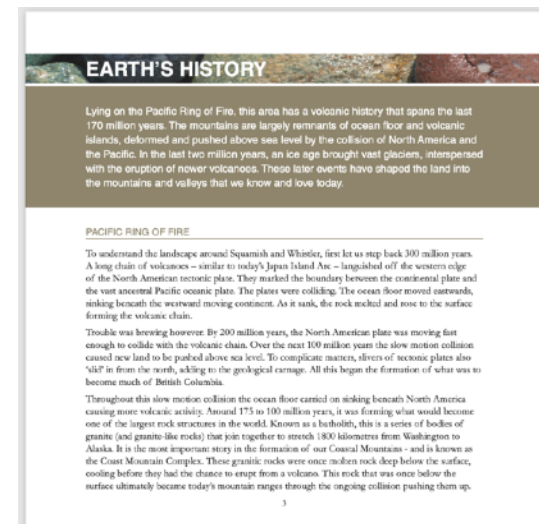 EARTH'S HISTORY
Lying on the Pacific Ring of Fire, this area has a volcanic history that spans the last
170 million years. The mountains are largely remnants of ocean floor and volcanic
islands, deformed and pushed above sea level by the collision of North America and
the Pacific. In the last two million years, an ice age brought vast glaciers, interspersed
with the eruption of newer volcanoes. These later events have shaped the land into
the mountains and valleys that we know and love today.
PACIFIC RING OF FIRE
To understand the landscape around Squamish and Whistler, first let us step back 300 million years.
A long chain of volcanoes – similar to today's Japan Island Arc – languished off the western edge
of the North American tectonic plate. They marked the boundary between the continental plate and
the vast ancestral Pacific oceanic plate. The plates were colliding. The ocean floor moved eastwards,
sinking beneath the westward moving continent. As it sank, the rock melted and rose to the surface
forming the volcanic chain.
Trouble was brewing however. By 200 million years, the North American plate was moving fast
enough to collide with the volcanic chain. Over the next 100 million years the slow motion collision
caused new land to be pushed above sea level. To complicate matters, slivers of tectonic plates also
'slid' in from the north, adding to the geological carnage. All this began the formation of what was to
become much of British Columbia.
Throughout this slow motion collision the ocean floor carried on sinking beneath North America
causing more volcanic activity. Around 175 to 100 million years, it was forming what would become
one of the largest rock structures in the world. Known as a batholith, this is a series of bodies of
granite (and granite-like rocks) that join together to stretch 1800 kilometres from Washington to
Alaska. It is the most important story in the formation of our Coastal Mountains - and is known as
the Coast Mountain Complex. These granitic rocks were once molten rock deep below the surface,
cooling before they had the chance to erupt from a volcano. This rock that was once below the
surface ultimately became today's mountain ranges through the ongoing collision pushing them up.
3